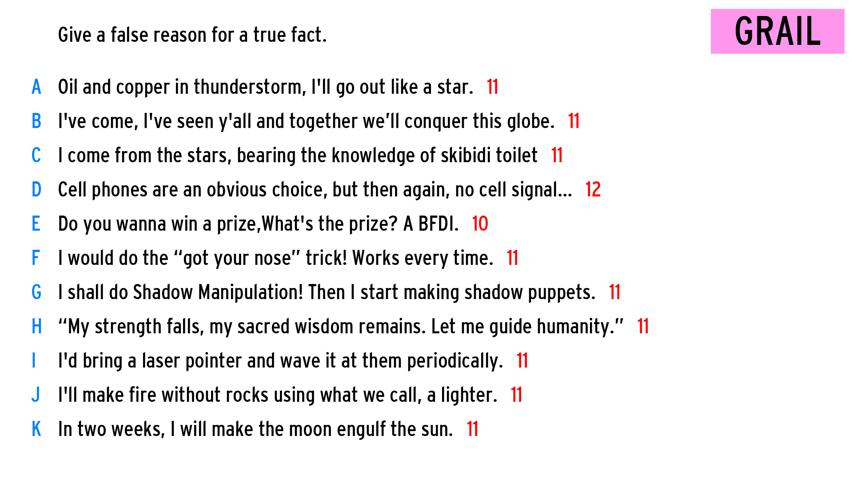 Give a false reason for a true fact.
GRAIL
A Oil and copper in thunderstorm, I'll go out like a star. 11
B I've come, I've seen y'all and together we’ll conquer this globe. 11
C I come from the stars, bearing the knowledge of skibidi toilet 11
D Cell phones are an obvious choice, but then again, no cell signal... 12
E Do you wanna win a prize,What's the prize? A BFDI. 10
F I would do the “got your nose” trick! Works every time. 11
G I shall do Shadow Manipulation! Then I start making shadow puppets. 11
H “My strength falls, my sacred wisdom remains. Let me guide humanity.” 11
I I'd bring a laser pointer and wave it at them periodically. 11
J I'll make fire without rocks using what we call, a lighter. 11
K In two weeks, I will make the moon engulf the sun. 11